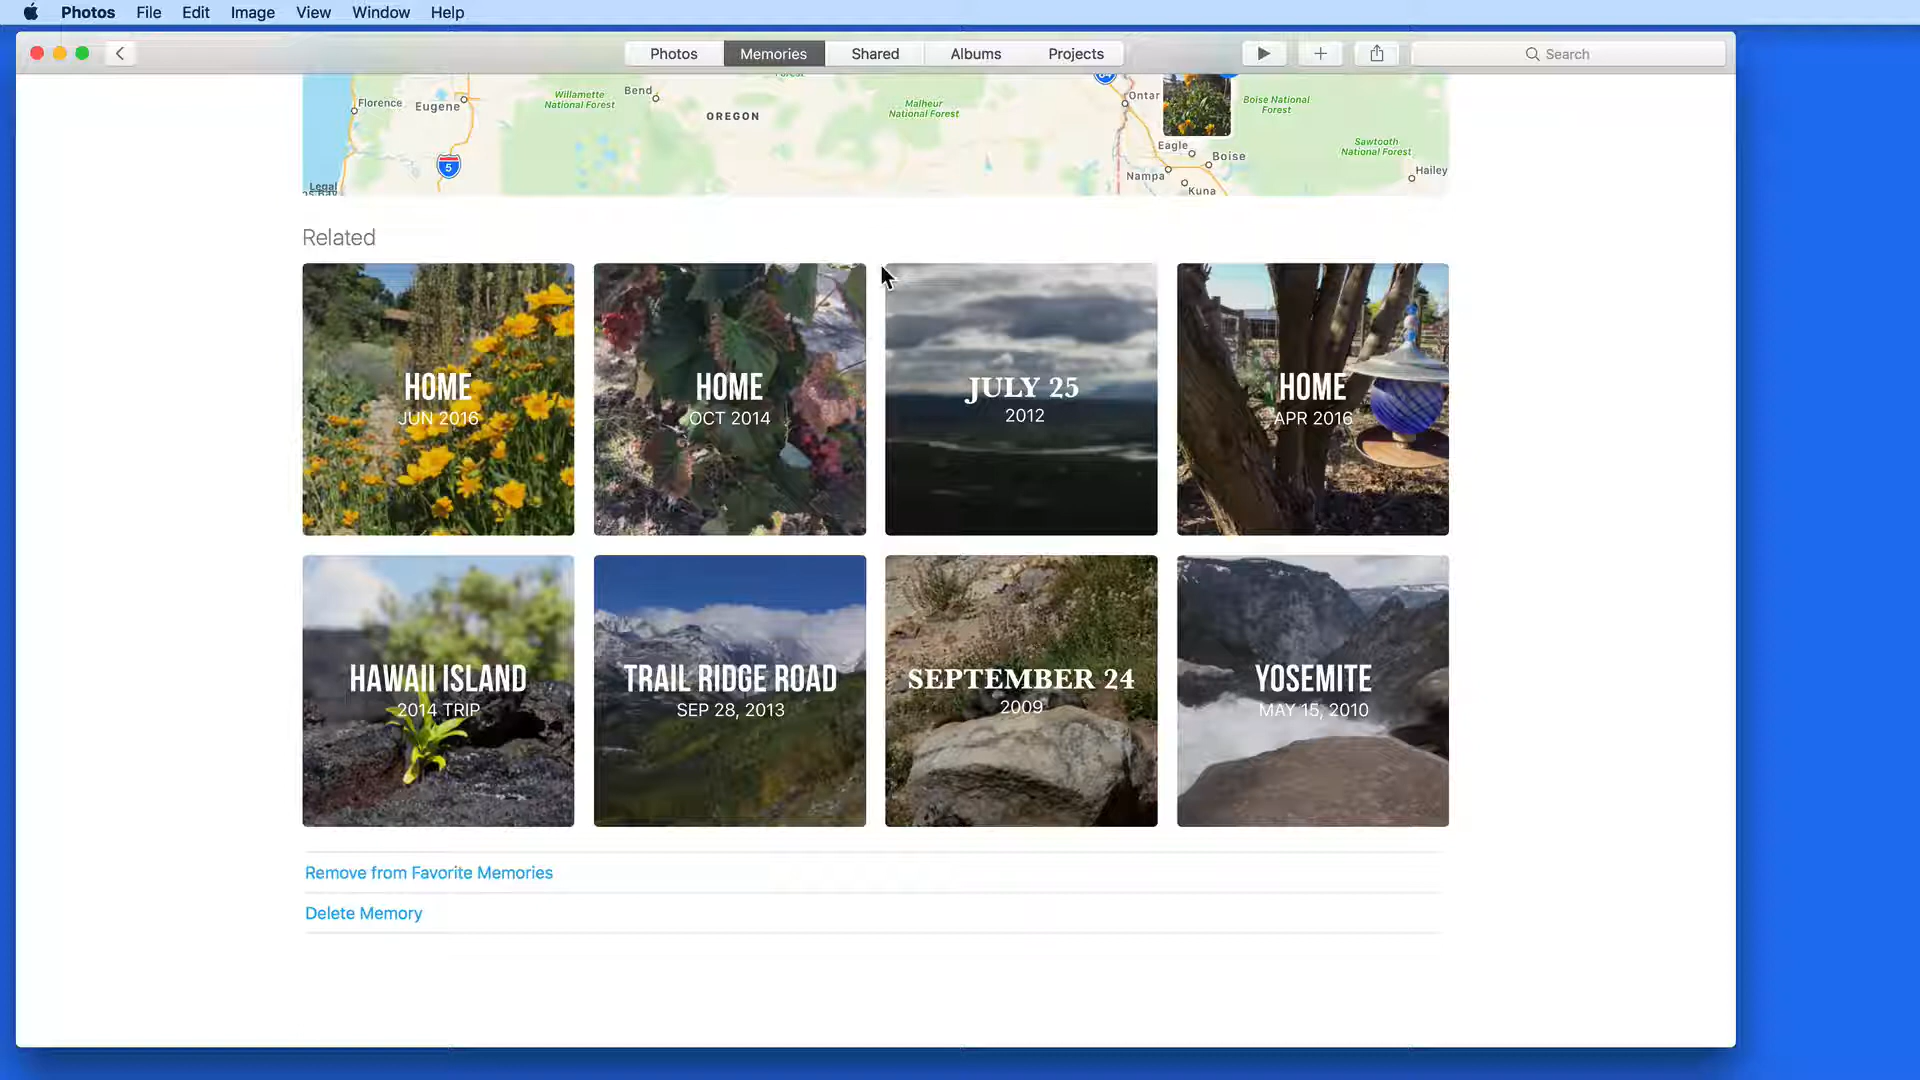 Photos File Edit Image View Window Help
Photos Memories Shared Albums Projects Search
Florence
Eugene
Willamette
National Forest
Bend
OREGON
Malheur
National Forest
84
Ontar
Boise National
Forest
Eagle
Boise
Sawtooth
National Forest
Hailey
Nampa
Kuna
5
Legal
Related
HOME
JUN 2016
HOME
OCT 2014
JULY 25
2012
HOME
APR 2016
HAWAII ISLAND
2014 TRIP
TRAIL RIDGE ROAD
SEP 28, 2013
SEPTEMBER 24
2009
YOSEMITE
MAY 15, 2010
Remove from Favorite Memories
Delete Memory